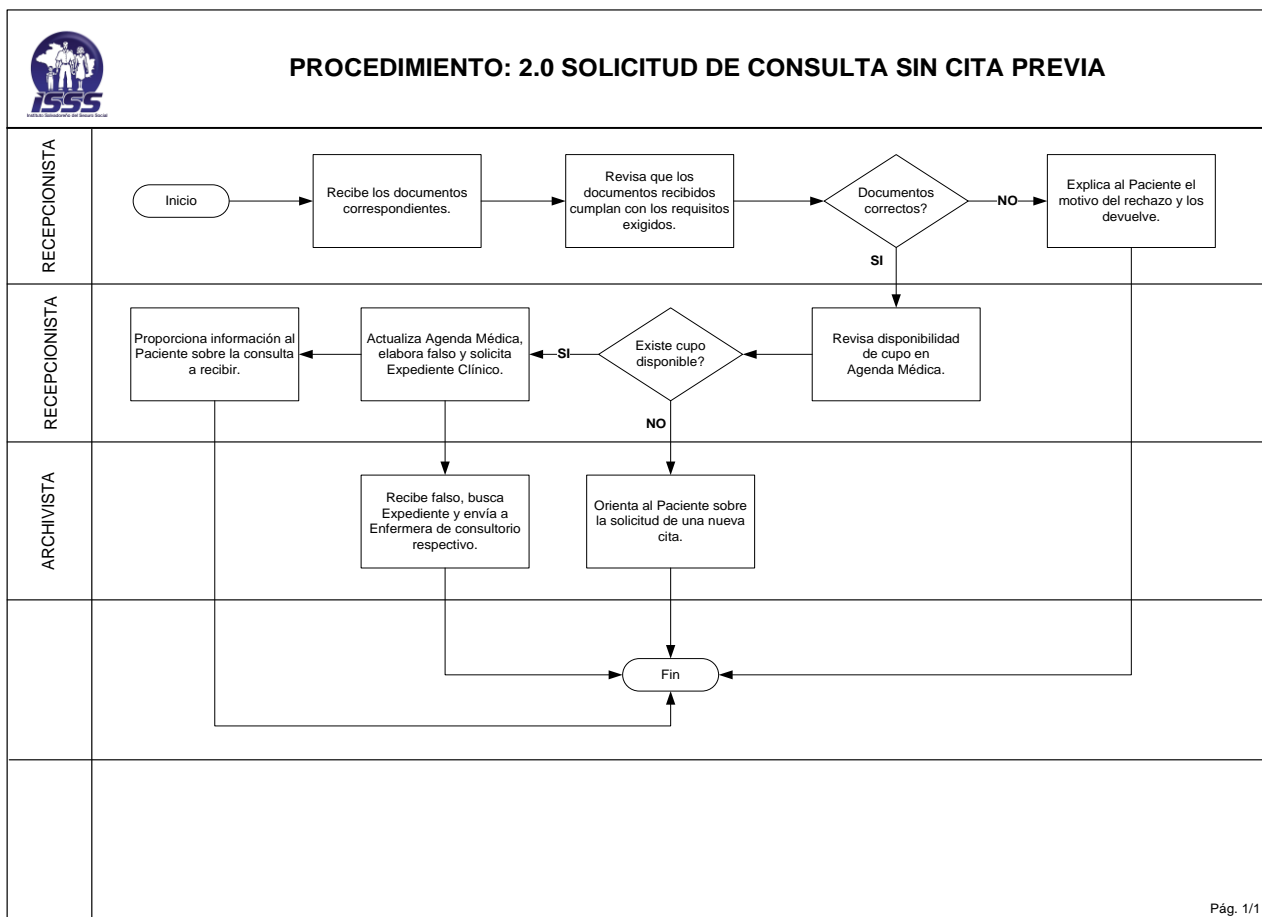 PROCEDIMIENTO: 2.0 SOLICITUD DE CONSULTA SIN CITA PREVIA
ISSS
Instituto Salvadoreño del Seguro Social
RECEPCIONISTA
Inicio
Recibe los documentos
correspondientes.
Revisa que los
documentos recibidos
cumplan con los requisitos
exigidos.
Documentos
correctos?
NO
Explica al Paciente el
motivo del rechazo y los
devuelve.
SI
RECEPCIONISTA
Proporciona información al
Paciente sobre la consulta
a recibir.
Actualiza Agenda Médica,
elabora falso y solicita
Expediente Clínico.
SI
Existe cupo
disponible?
Revisa disponibilidad
de cupo en
Agenda Médica.
NO
ARCHIVISTA
Recibe falso, busca
Expediente y envía a
Enfermera de consultorio
respectivo.
Orienta al Paciente sobre
la solicitud de una nueva
cita.
Fin
Pág. 1/1